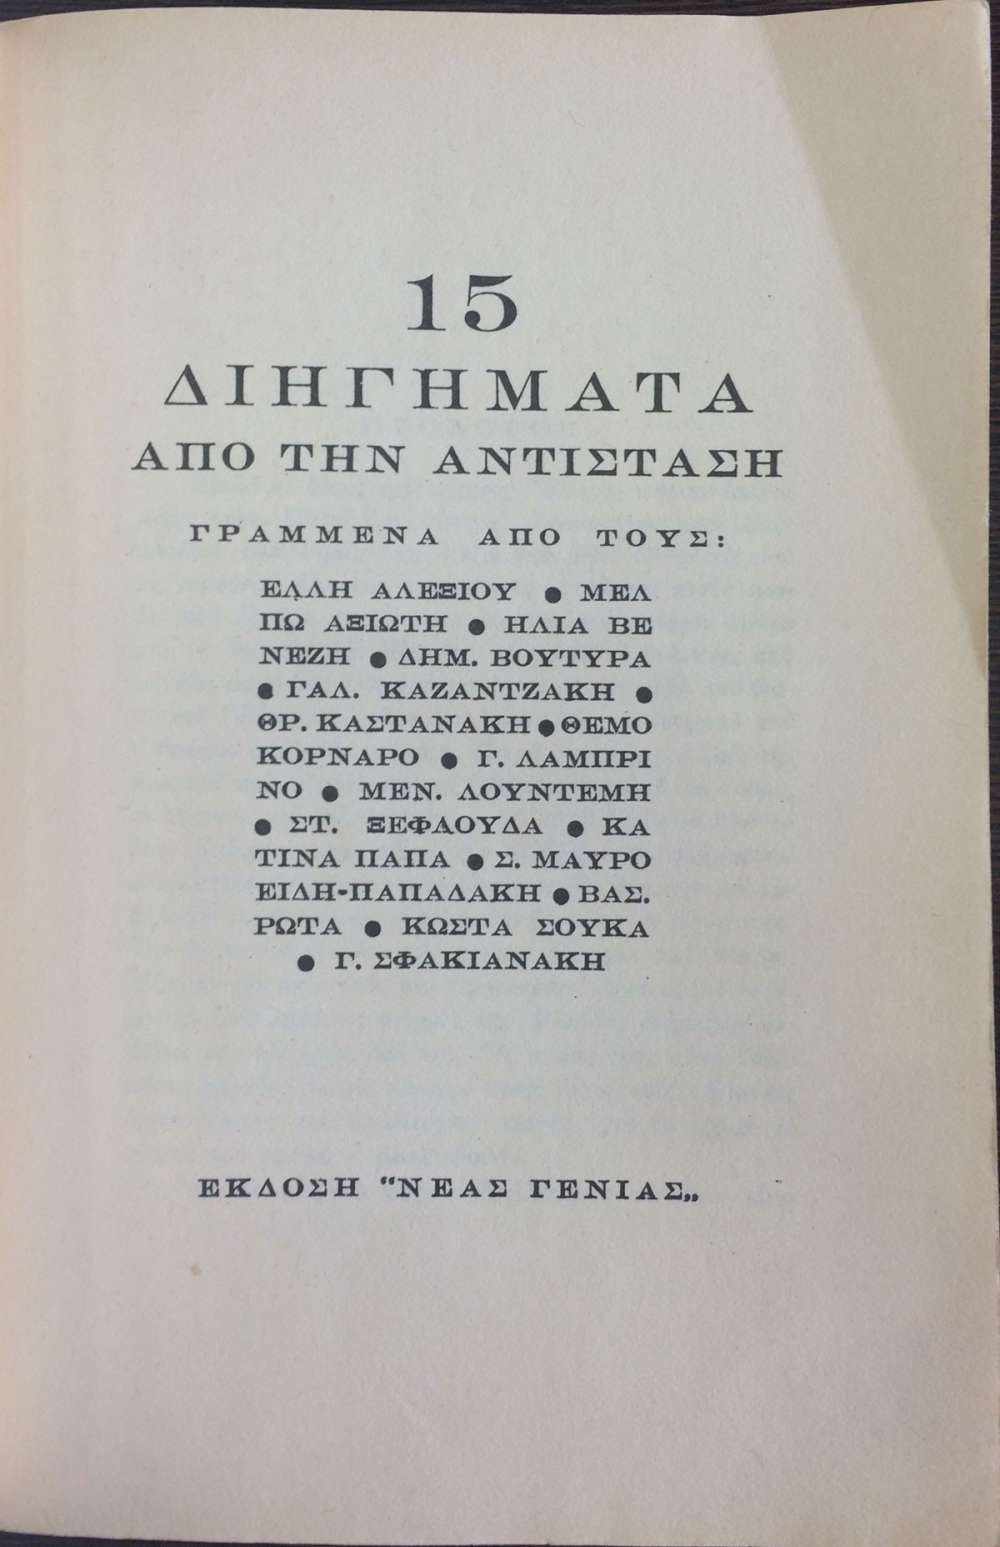 15
ΔΙΗΓΗΜΑΤΑ
ΑΠΟ ΤΗΝ ΑΝΤΙΣΤΑΣΗ
ΓΡΑΜΜΕΝΑ ΑΠΟ ΤΟΥΣ:
ΕΛΛΗ ΑΛΕΞΙΟΥ ● ΜΕΛ
ΠΩ ΑΞΙΩΤΗ ● ΗΛΙΑ ΒΕ
ΝΕΖΗ ● ΔΗΜ. ΒΟΥΤΥΡΑ
● ΓΑΛ. ΚΑΖΑΝΤΖΑΚΗ ●
ΘΡ. ΚΑΣΤΑΝΑΚΗ ● ΘΕΜΟ
ΚΟΡΝΑΡΟ ● Γ. ΛΑΜΠΡΙ
ΝΟ ● ΜΕΝ. ΛΟΥΝΤΕΜΗ
● ΣΤ. ΞΕΦΛΟΥΔΑ ● ΚΑ
ΤΙΝΑ ΠΑΠΑ ● Σ. ΜΑΥΡΟ
ΕΙΔΗ-ΠΑΠΑΔΑΚΗ ● ΒΑΣ.
ΡΩΤΑ ● ΚΩΣΤΑ ΣΟΥΚΑ
● Γ. ΣΦΑΚΙΑΝΑΚΗ
ΕΚΔΟΣΗ "ΝΕΑΣ ΓΕΝΙΑΣ„